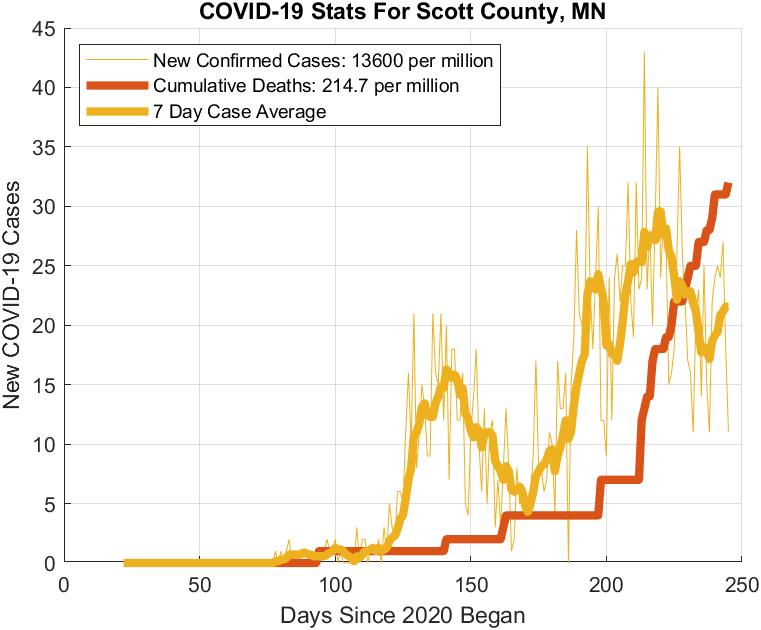 COVID-19 Stats For Scott County, MN
New Confirmed Cases: 13600 per million
Cumulative Deaths: 214.7 per million
7 Day Case Average
New COVID-19 Cases
45
40
35
30
25
20
15
10
5
0
0 50 100 150 200 250
Days Since 2020 Began